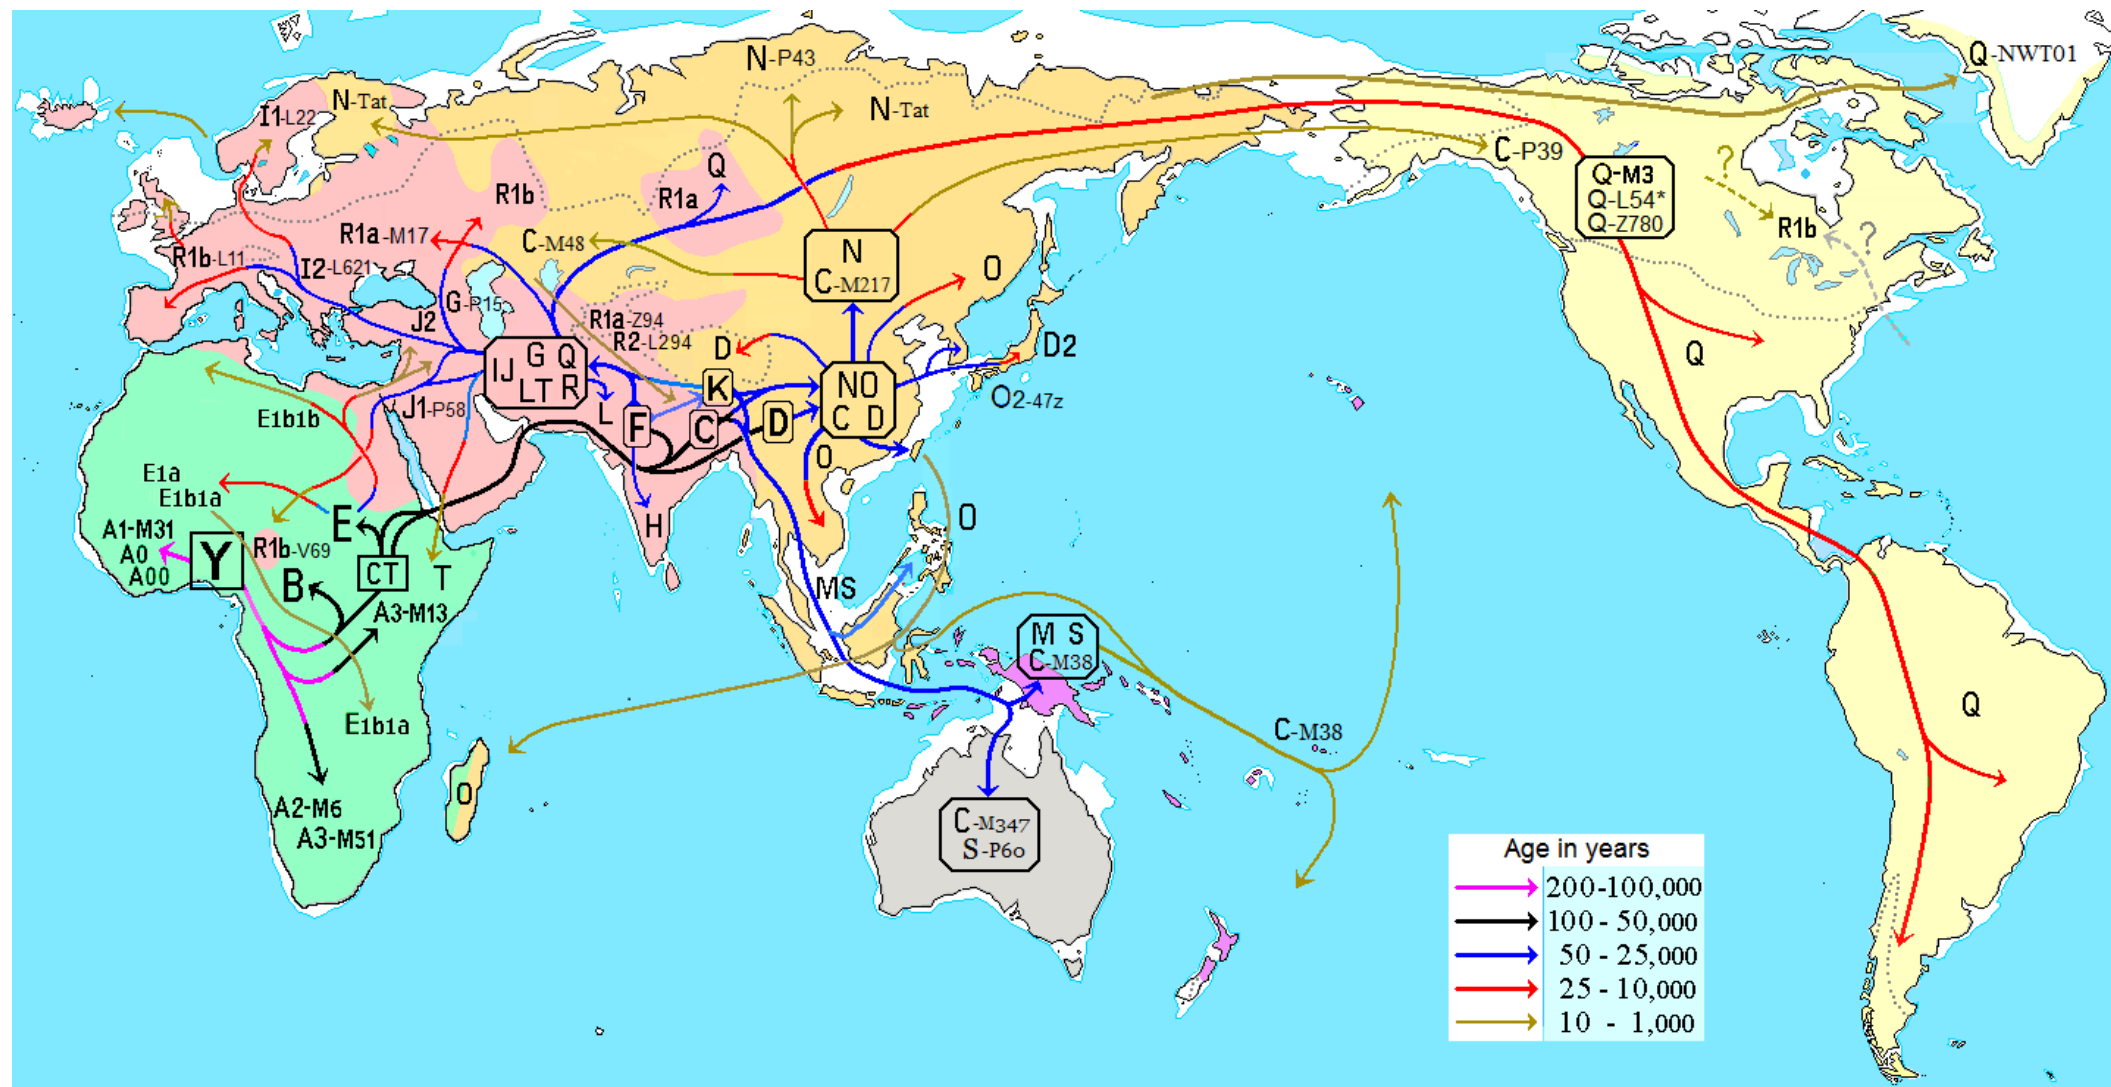 N-P43
Q-NWT01
I1-L22
N-Tat
N-Tat
C-P39
?
Q-M3
Q-L54*
Q-Z780
Q
R1a
R1b
R1b
?
R1a-M17
C-M48
R1b-L11
I2-L621
N
C-M217
O
G-P15
J2
R1a-Z94
R2-L294
D
D2
Q
G Q
IJ
LT R
K
NO
C D
O2-47z
L
F
C
D
J1-P58
E1b1b
O
E1a
E1b1a
H
O
E
A1-M31
A0
A00
Y
R1b-V69
CT
T
B
A3-M13
MS
M S
C-M38
E1b1a
Q
C-M38
O
A2-M6
A3-M51
C-M347
S-P60
Age in years
200-100,000
100 - 50,000
50 - 25,000
25 - 10,000
10 - 1,000